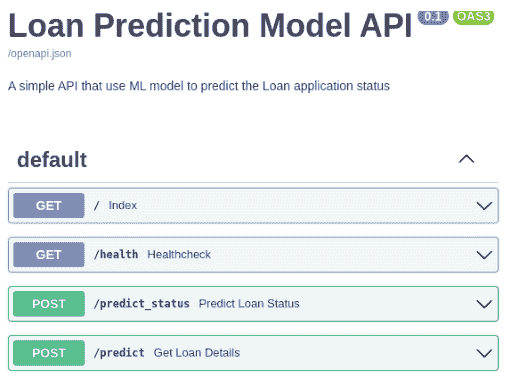 Loan Prediction Model API 0.1 OAS3
/openapi.json
A simple API that use ML model to predict the Loan application status
default
GET / Index
GET /health Healthcheck
POST /predict_status Predict Loan Status
POST /predict Get Loan Details